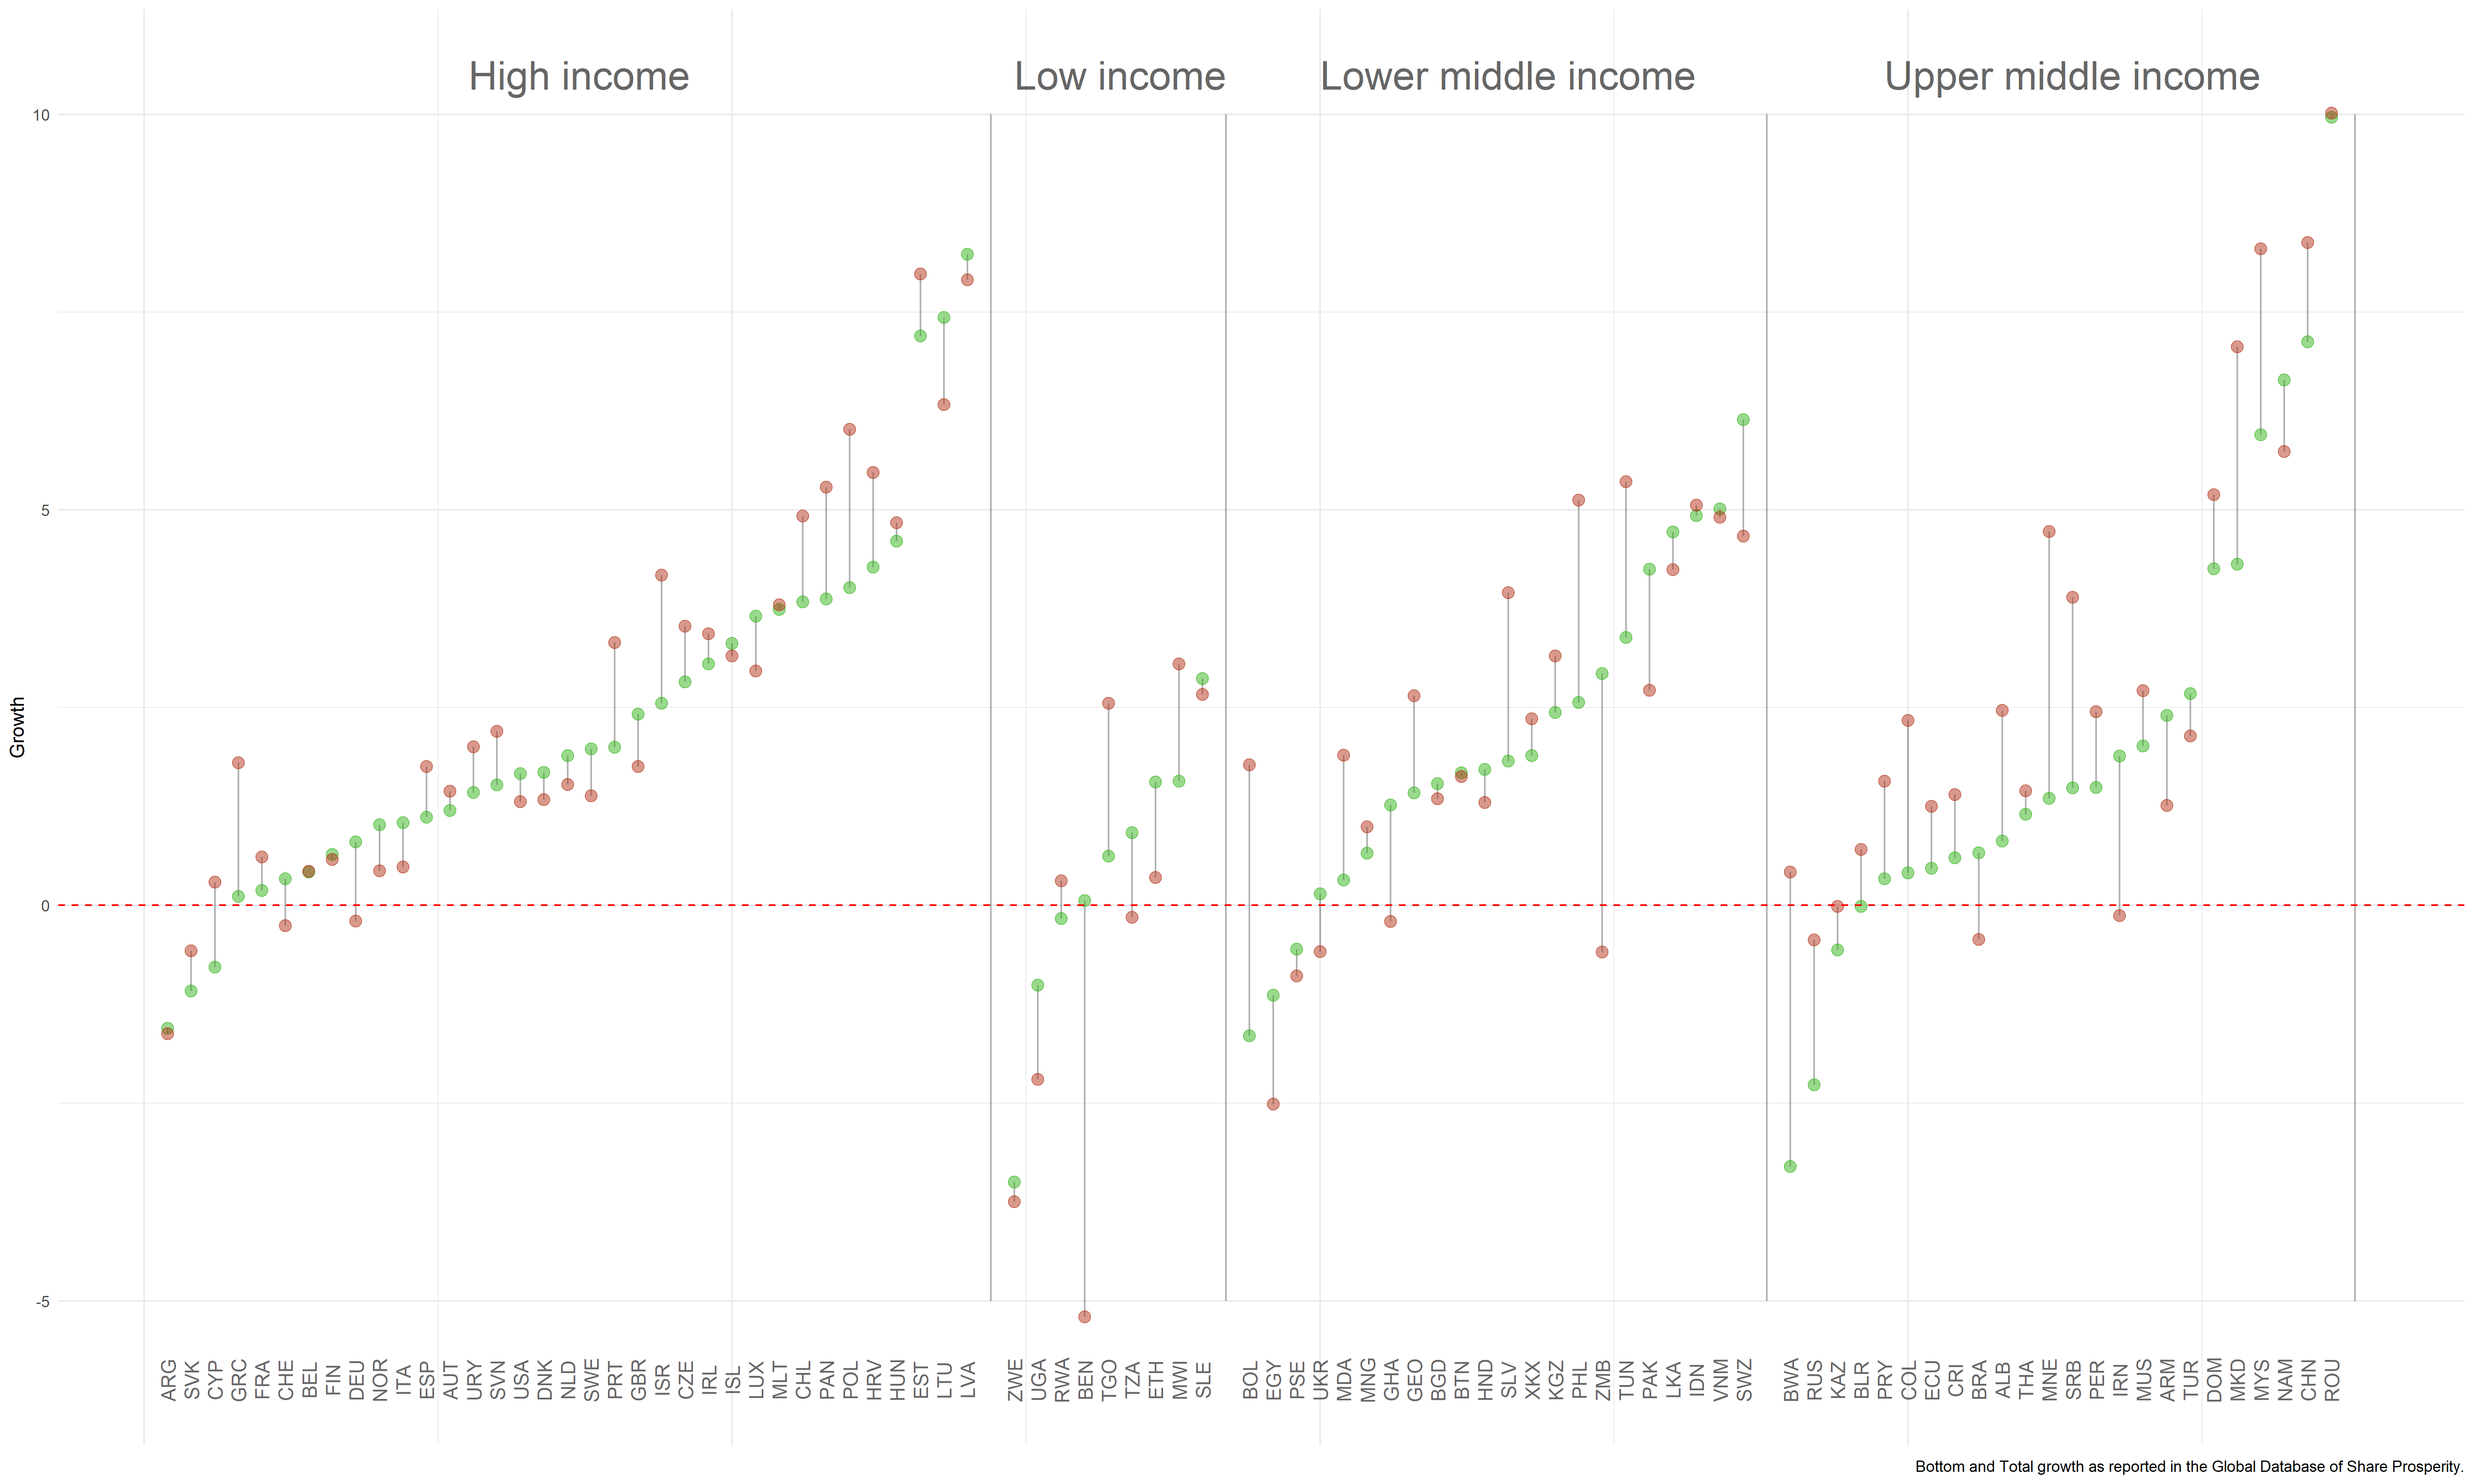 High income Low income Lower middle income Upper middle income
10
5
0
-5
Growth
ARG SVK CYP GRC FRA CHE BEL FIN DEU NOR ITA ESP AUT URY SVN USA DNK NLD SWE PRT GBR ISR CZE IRL ISL LUX MLT CHL PAN POL HRV HUN EST LTU LVA ZWE UGA RWA BEN TGO TZA ETH MWI SLE BOL EGY PSE UKR MDA MNG GHA GEO BGD BTN HND SLV XKX KGZ PHL ZMB TUN PAK LKA IDN VNM SWZ BWA RUS KAZ BLR PRY COL ECU CRI BRA ALB THA MNE SRB PER IRN MUS ARM TUR DOM MKD MYS NAM CHN ROU
Bottom and Total growth as reported in the Global Database of Share Prosperity.